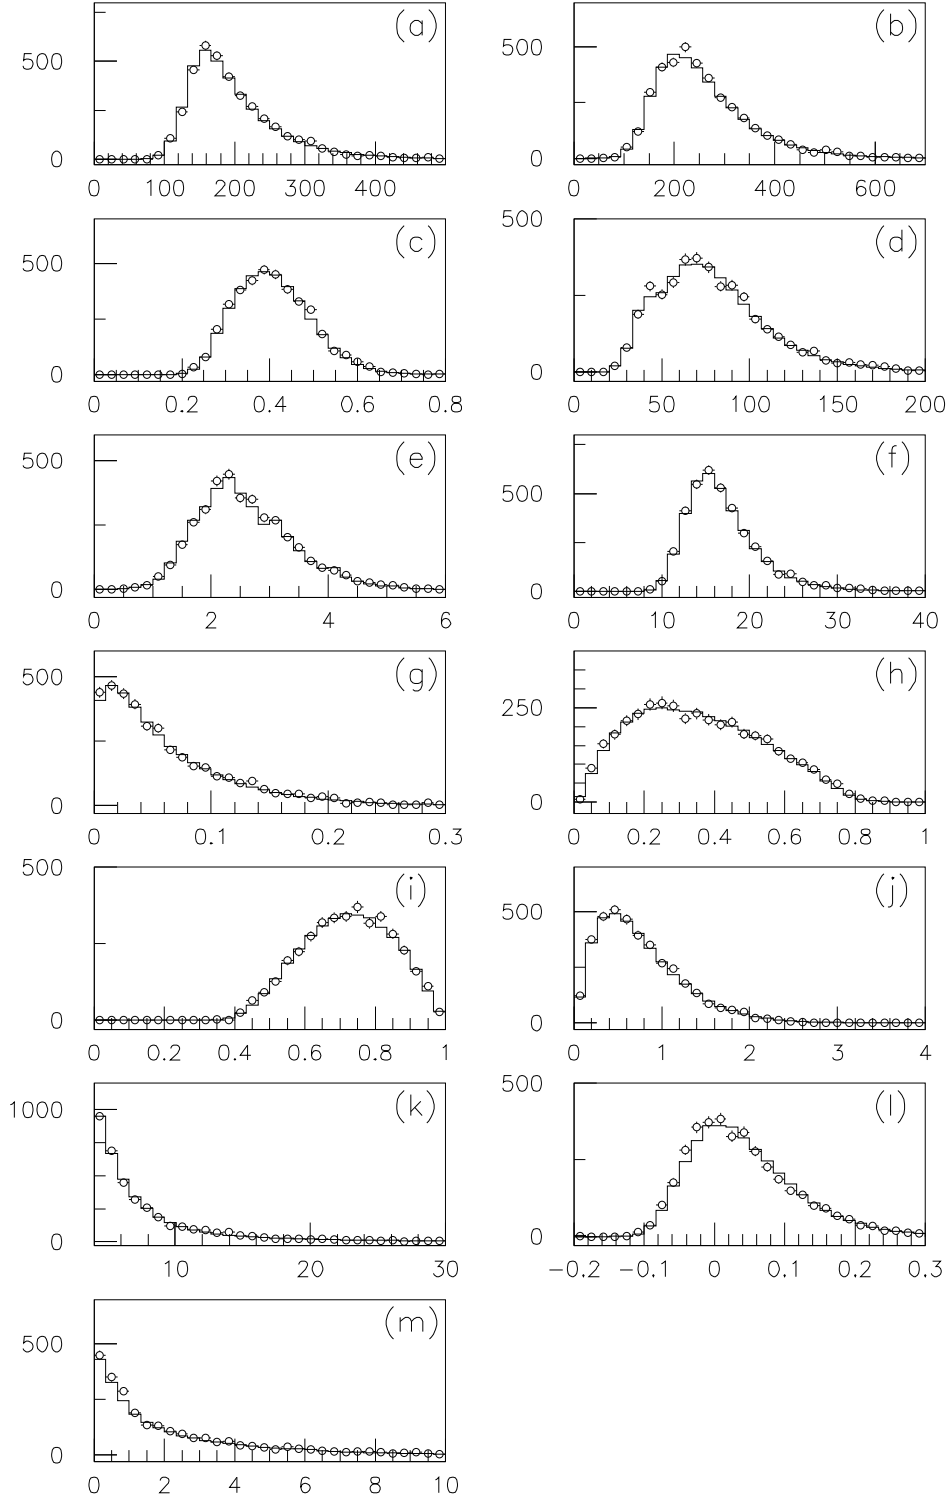 (a)
500
0
0 100 200 300 400
(b)
500
0
0 200 400 600
(c)
500
0
0 0.2 0.4 0.6 0.8
(d)
500
0
0 50 100 150 200
(e)
500
0
0 2 4 6
(f)
500
0
0 10 20 30 40
(g)
500
0
0 0.1 0.2 0.3
(h)
250
0
0 0.2 0.4 0.6 0.8 1
(i)
500
0
0 0.2 0.4 0.6 0.8 1
(j)
500
0
0 1 2 3 4
(k)
1000
0
10 20 30
(l)
500
0
−0.2 −0.1 0 0.1 0.2 0.3
(m)
500
0
0 2 4 6 8 10